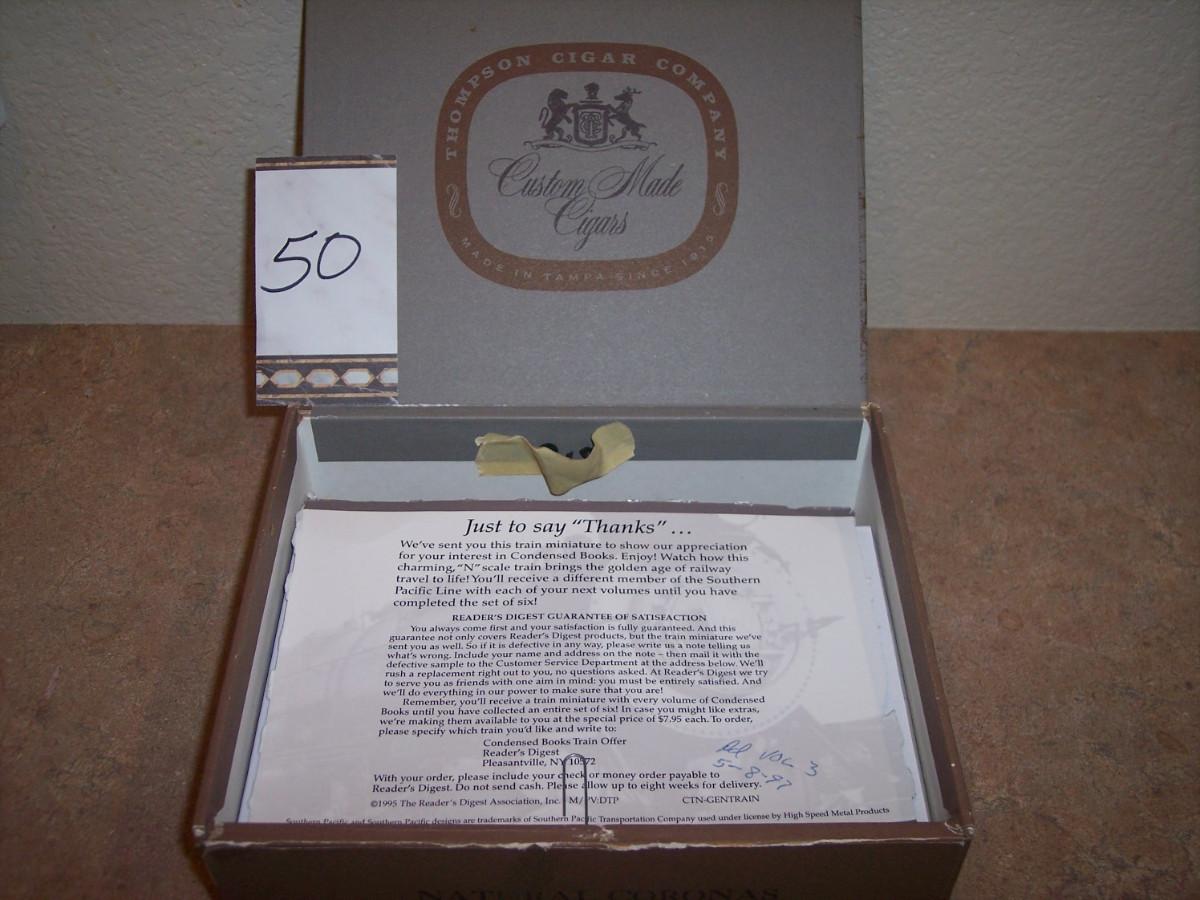 THOMPSON CIGAR COMPANY
Custom Made
Cigars
MADE IN TAMPA SINCE 1915
50
Just to say "Thanks"...
We've sent you this train miniature to show our appreciation
for your interest in Condensed Books. Enjoy! Watch how this
charming, "N" scale train brings the golden age of railway
travel to life! You'll receive a different member of the Southern
Pacific Line with each of your next volumes until you have
completed the set of six!
READER'S DIGEST GUARANTEE OF SATISFACTION
You always come first and your satisfaction is fully guaranteed. And this
guarantee not only covers Reader's Digest products, but the train miniature we've
sent you as well. So if it is defective in any way, please write us a note telling us
what's wrong. Include your name and address on the note – then mail it with the
defective sample to the Customer Service Department at the address below. We'll
rush a replacement right out to you, no questions asked. At Reader's Digest we try
to serve you as friends with one aim in mind: you must be entirely satisfied. And
we'll do everything in our power to make sure that you are!
Remember, you'll receive a train miniature with every volume of Condensed
Books until you have collected an entire set of six! In case you might like extras,
we're making them available to you at the special price of $7.95 each. To order,
please specify which train you'd like and write to:
Condensed Books Train Offer
Reader's Digest
Pleasantville, NY 10572
VOL 3
5-8-97
With your order, please include your check or money order payable to
Reader's Digest. Do not send cash. Please allow up to eight weeks for delivery.
©1995 The Reader's Digest Association, Inc. M/PV:DTP CTN-GENTRAIN
Southern Pacific and Southern Pacific designs are trademarks of Southern Pacific Transportation Company used under license by High Speed Metal Products
NATURAL CORONAS